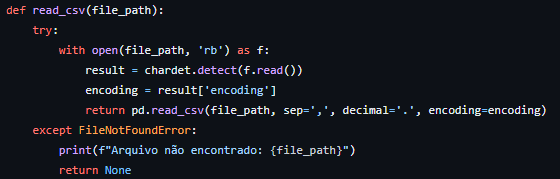 def read_csv(file_path):
    try:
        with open(file_path, 'rb') as f:
            result = chardet.detect(f.read())
            encoding = result['encoding']
            return pd.read_csv(file_path, sep=',', decimal='.', encoding=encoding)
    except FileNotFoundError:
        print(f"Arquivo não encontrado: {file_path}")
        return None